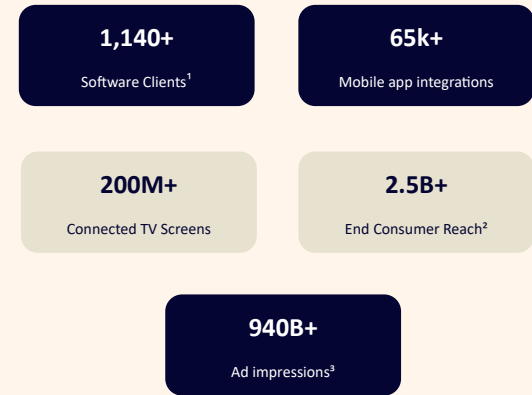 1,140+
Software Clients¹
65k+
Mobile app integrations
200M+
Connected TV Screens
2.5B+
End Consumer Reach²
940B+
Ad impressions³